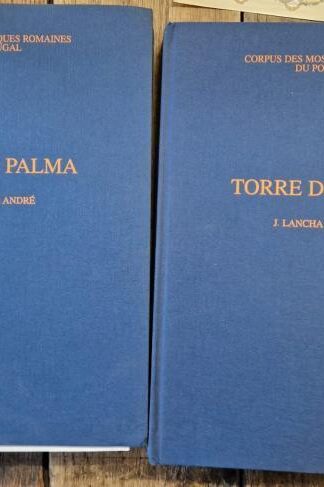 QUES ROMAINES
UGAL
PALMA
ANDRÉ
CORPUS DES MOS
DU PO
TORRE D
J. LANCHA